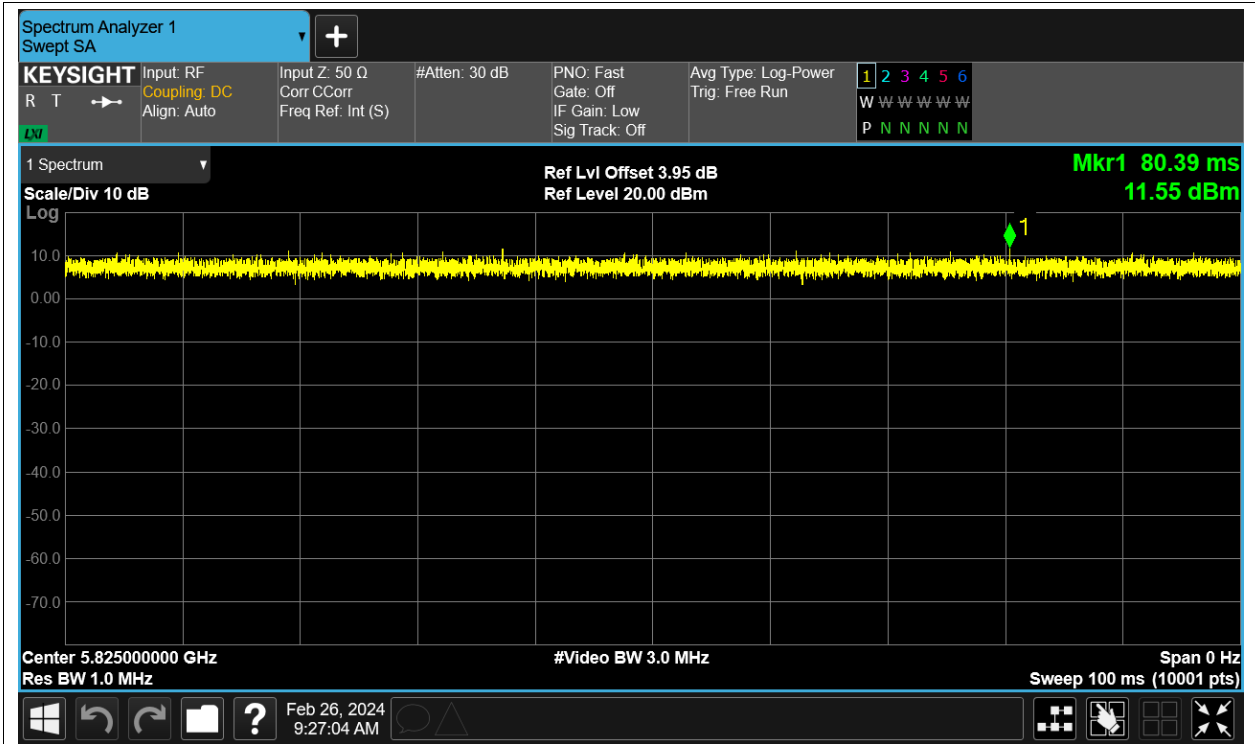 Spectrum Analyzer 1
Swept SA
KEYSIGHT
R T
LXI
Input: RF
Coupling: DC
Align: Auto
Input Z: 50 Ω
Corr CCorr
Freq Ref: Int (S)
#Atten: 30 dB
PNO: Fast
Gate: Off
IF Gain: Low
Sig Track: Off
Avg Type: Log-Power
Trig: Free Run
1 2 3 4 5 6
W W W W W W
P N N N N N
1 Spectrum
Scale/Div 10 dB
Log
Ref Lvl Offset 3.95 dB
Ref Level 20.00 dBm
Mkr1 80.39 ms
11.55 dBm
1
10.0
0.00
-10.0
-20.0
-30.0
-40.0
-50.0
-60.0
-70.0
Center 5.825000000 GHz
Res BW 1.0 MHz
#Video BW 3.0 MHz
Span 0 Hz
Sweep 100 ms (10001 pts)
?
Feb 26, 2024
9:27:04 AM